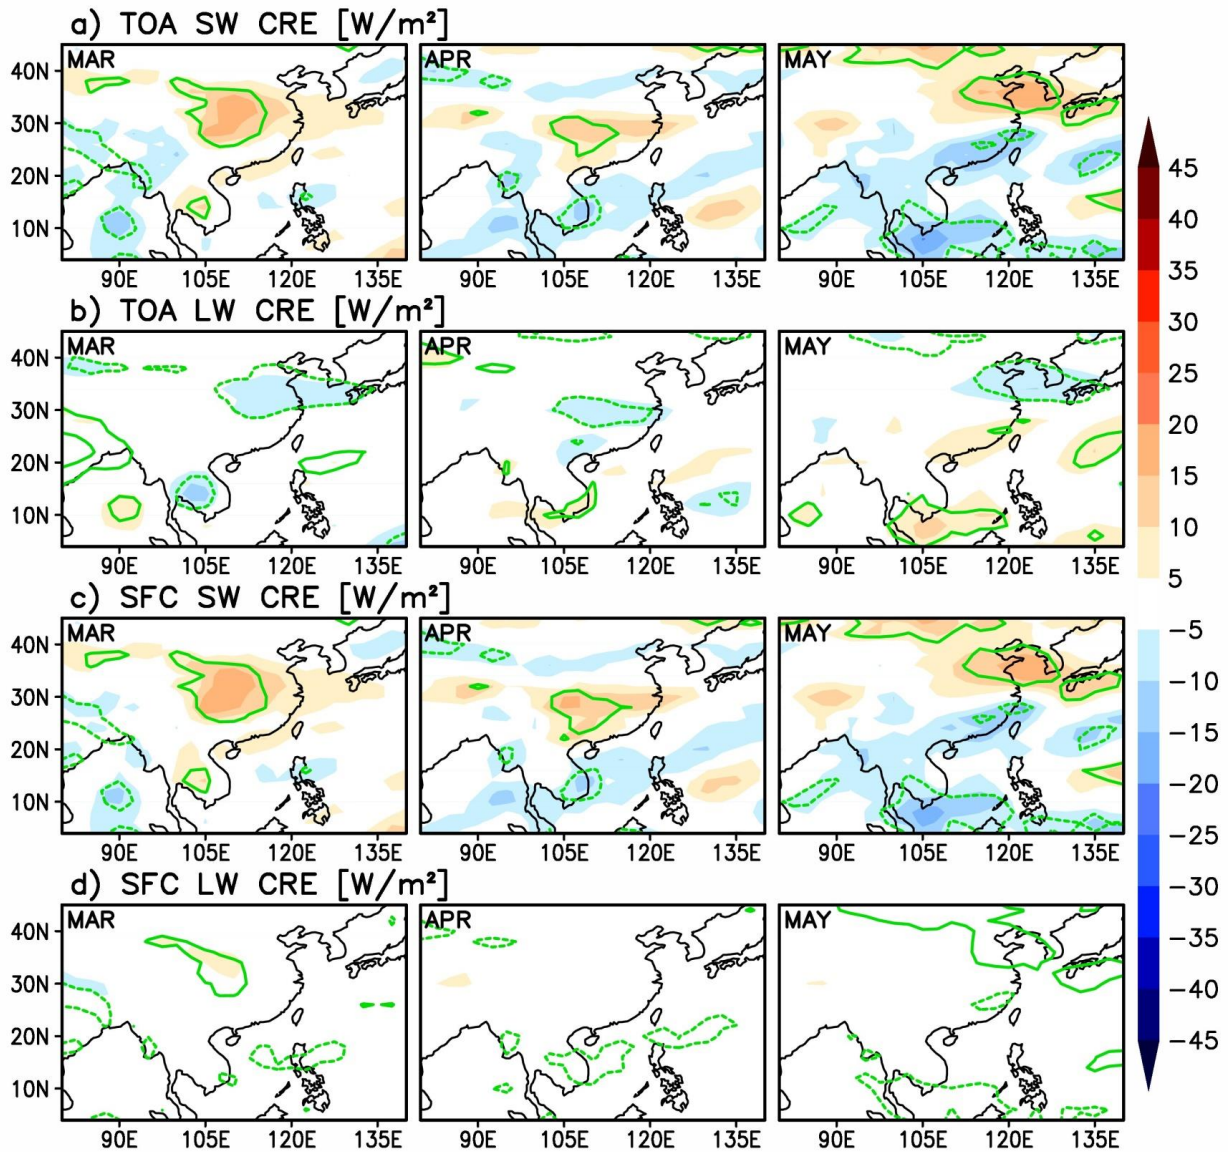 a) TOA SW CRE [W/m²]
MAR APR MAY
40N
30N
20N
10N
90E 105E 120E 135E 90E 105E 120E 135E 90E 105E 120E 135E
b) TOA LW CRE [W/m²]
MAR APR MAY
40N
30N
20N
10N
90E 105E 120E 135E 90E 105E 120E 135E 90E 105E 120E 135E
c) SFC SW CRE [W/m²]
MAR APR MAY
40N
30N
20N
10N
90E 105E 120E 135E 90E 105E 120E 135E 90E 105E 120E 135E
d) SFC LW CRE [W/m²]
MAR APR MAY
40N
30N
20N
10N
90E 105E 120E 135E 90E 105E 120E 135E 90E 105E 120E 135E
45
40
35
30
25
20
15
10
5
−5
−10
−15
−20
−25
−30
−35
−40
−45